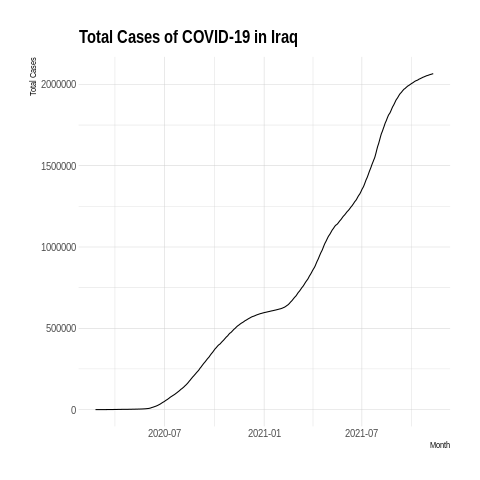 Total Cases of COVID-19 in Iraq
Total Cases
2000000
1500000
1000000
500000
0
2020-07 2021-01 2021-07
Month